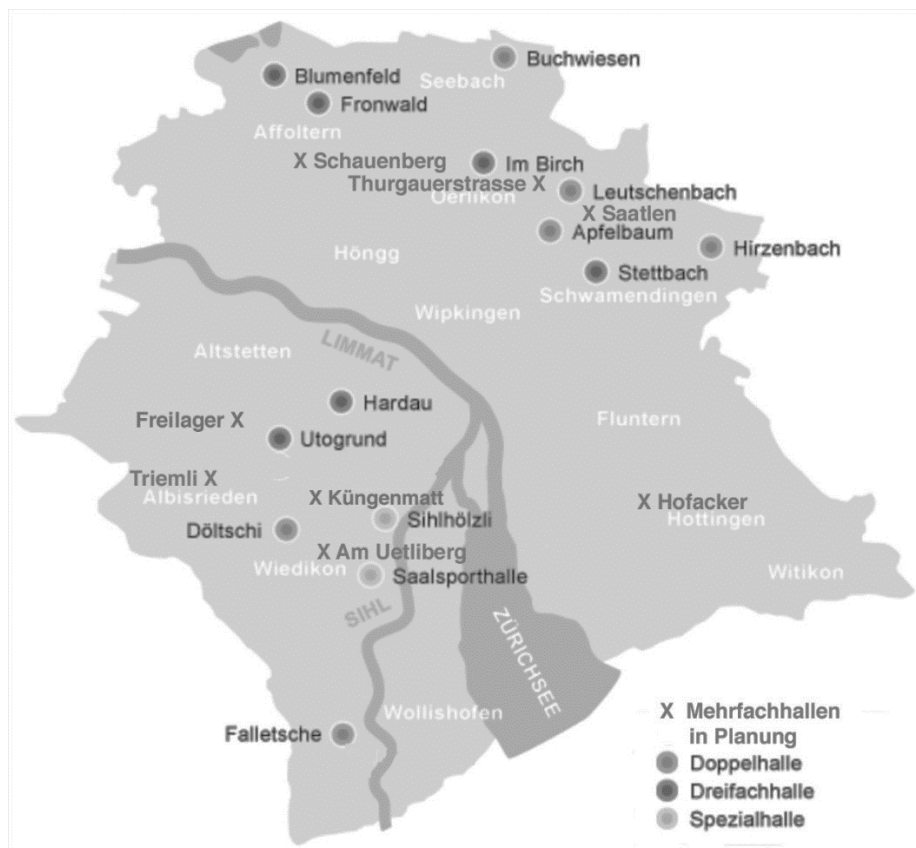 Buchwiesen
Blumenfeld
Seebach
Fronwald
Affoltern
X Schauenberg
Im Birch
Thurgauerstrasse X
Oerlikon
Leutschenbach
X Saatlen
Apfelbaum
Hirzenbach
Höngg
Stettbach
Schwamendingen
Wipkingen
LIMMAT
Altstetten
Hardau
Freilager X
Fluntern
Utogrund
Triemli X
Albisrieden
X Küngenmatt
X Hofacker
Hottingen
Sihlhölzli
Döltschi
X Am Uetliberg
Wiedikon
Saalsporthalle
Witikon
SIHL
ZÜRICHSEE
Wollishofen
Falletsche
X Mehrfachhallen
in Planung
Doppelhalle
Dreifachhalle
Spezialhalle